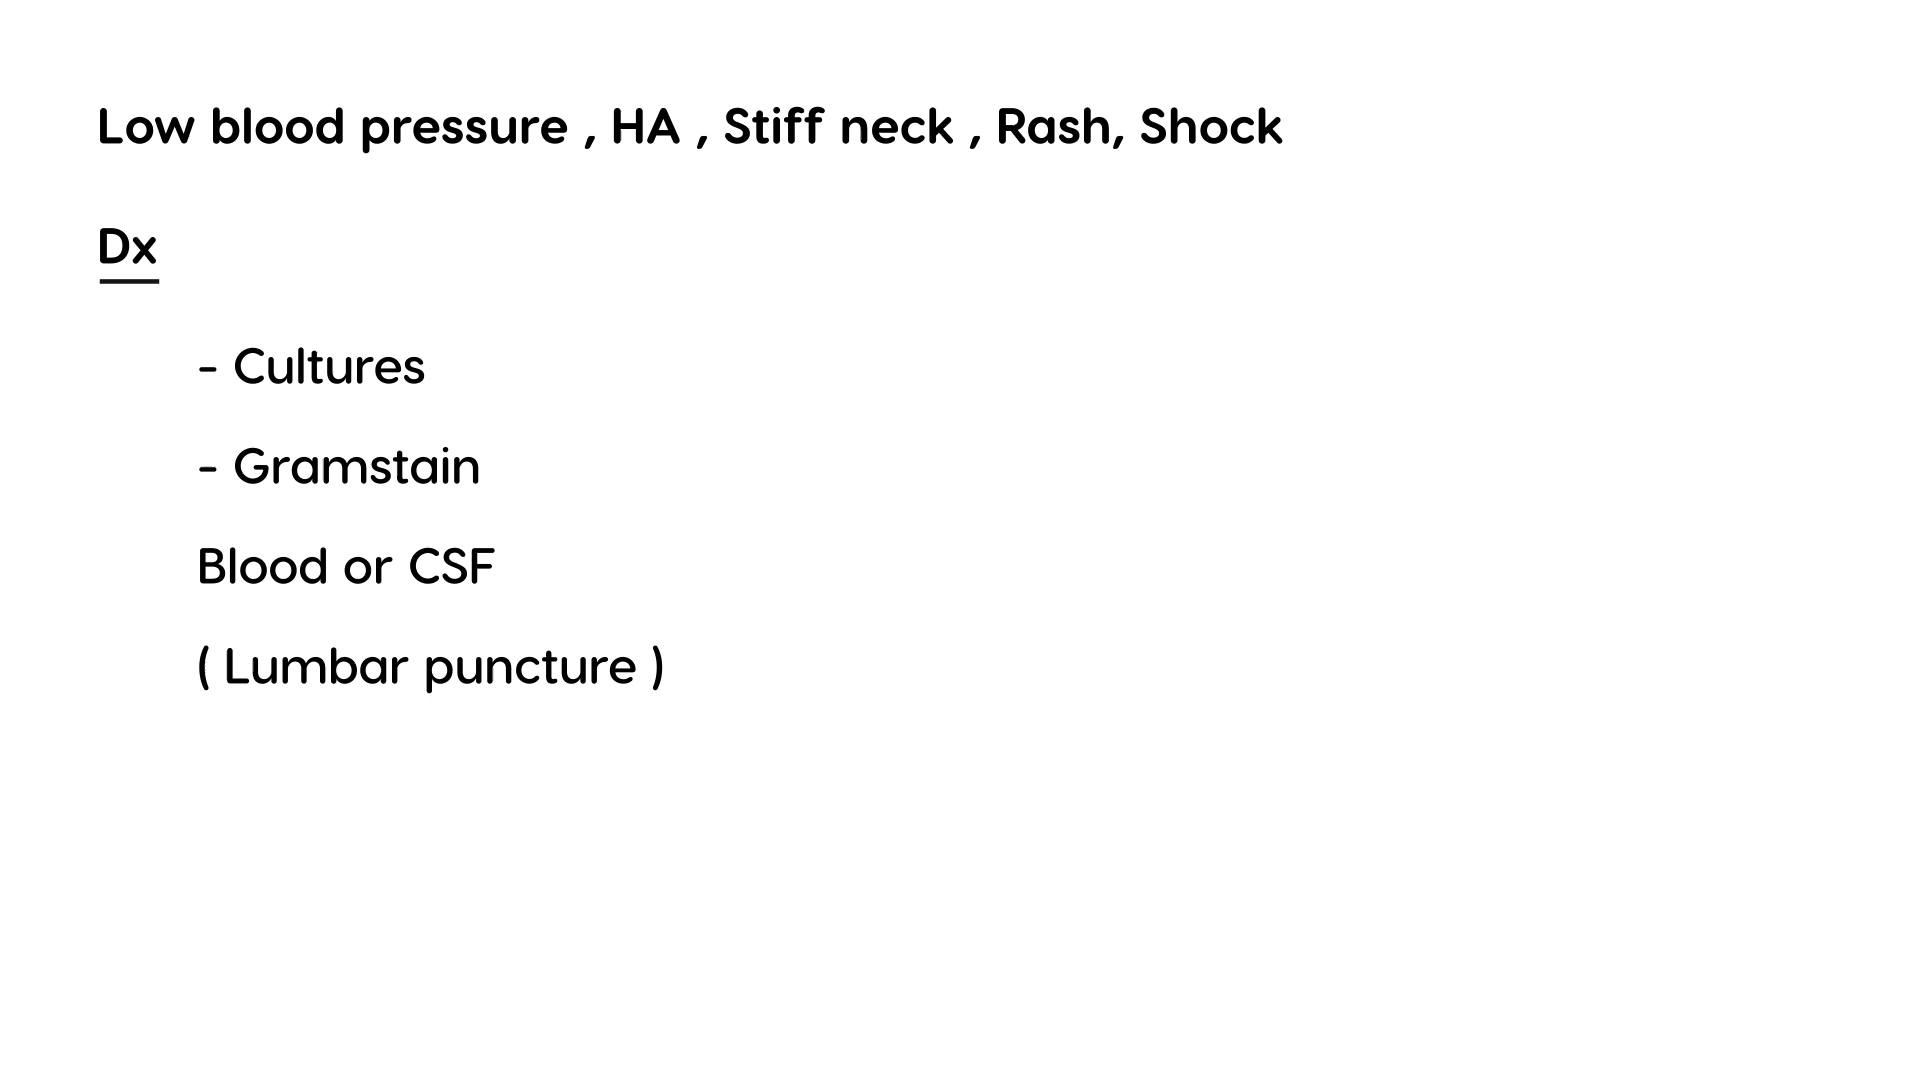 Low blood pressure , HA , Stiff neck , Rash, Shock
Dx
- Cultures
- Gramstain
Blood or CSF
( Lumbar puncture )